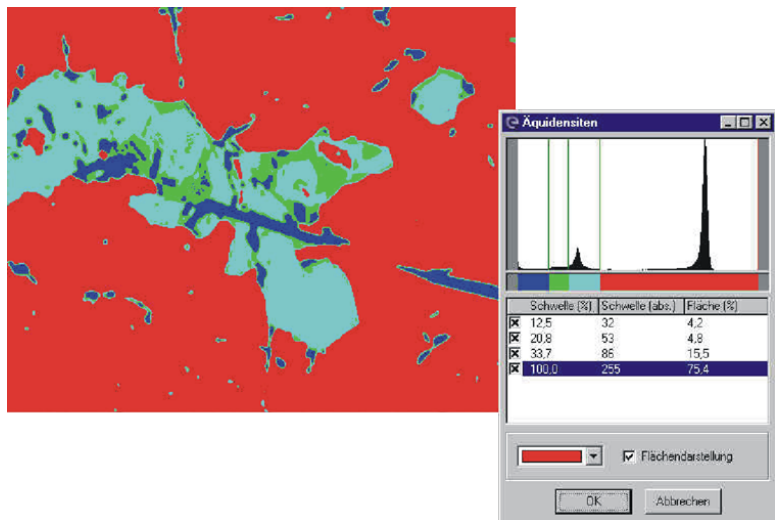 Äquidensiten
Schwelle (%) Schwelle (abs.) Fläche (%)
12,5 32 4,2
20,8 53 4,8
33,7 86 15,5
100,0 255 75,4
Flächendarstellung
OK Abbrechen